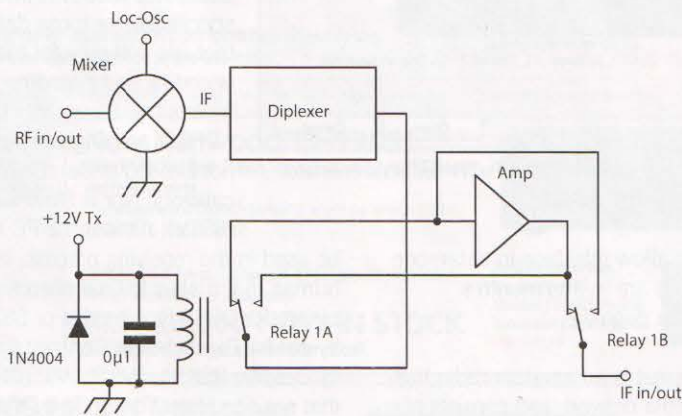 Loc-Osc
Mixer
IF
Diplexer
RF in/out
Amp
+12V Tx
Relay 1A
Relay 1B
1N4004
0µ1
IF in/out